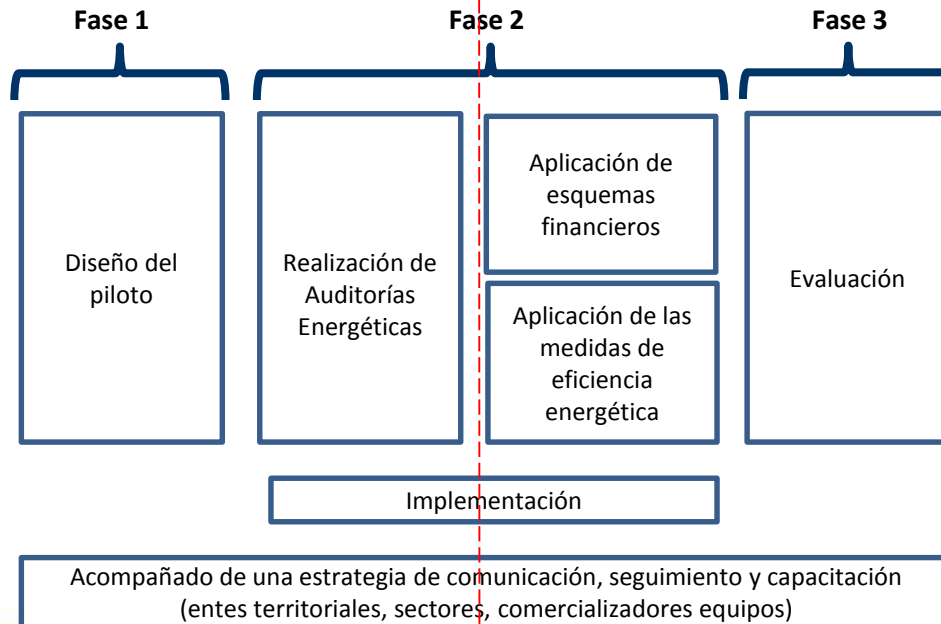 Fase 1
Fase 2
Fase 3
Diseño del
piloto
Realización de
Auditorías
Energéticas
Aplicación de
esquemas
financieros
Aplicación de las
medidas de
eficiencia
energética
Evaluación
Implementación
Acompañado de una estrategia de comunicación, seguimiento y capacitación
(entes territoriales, sectores, comercializadores equipos)